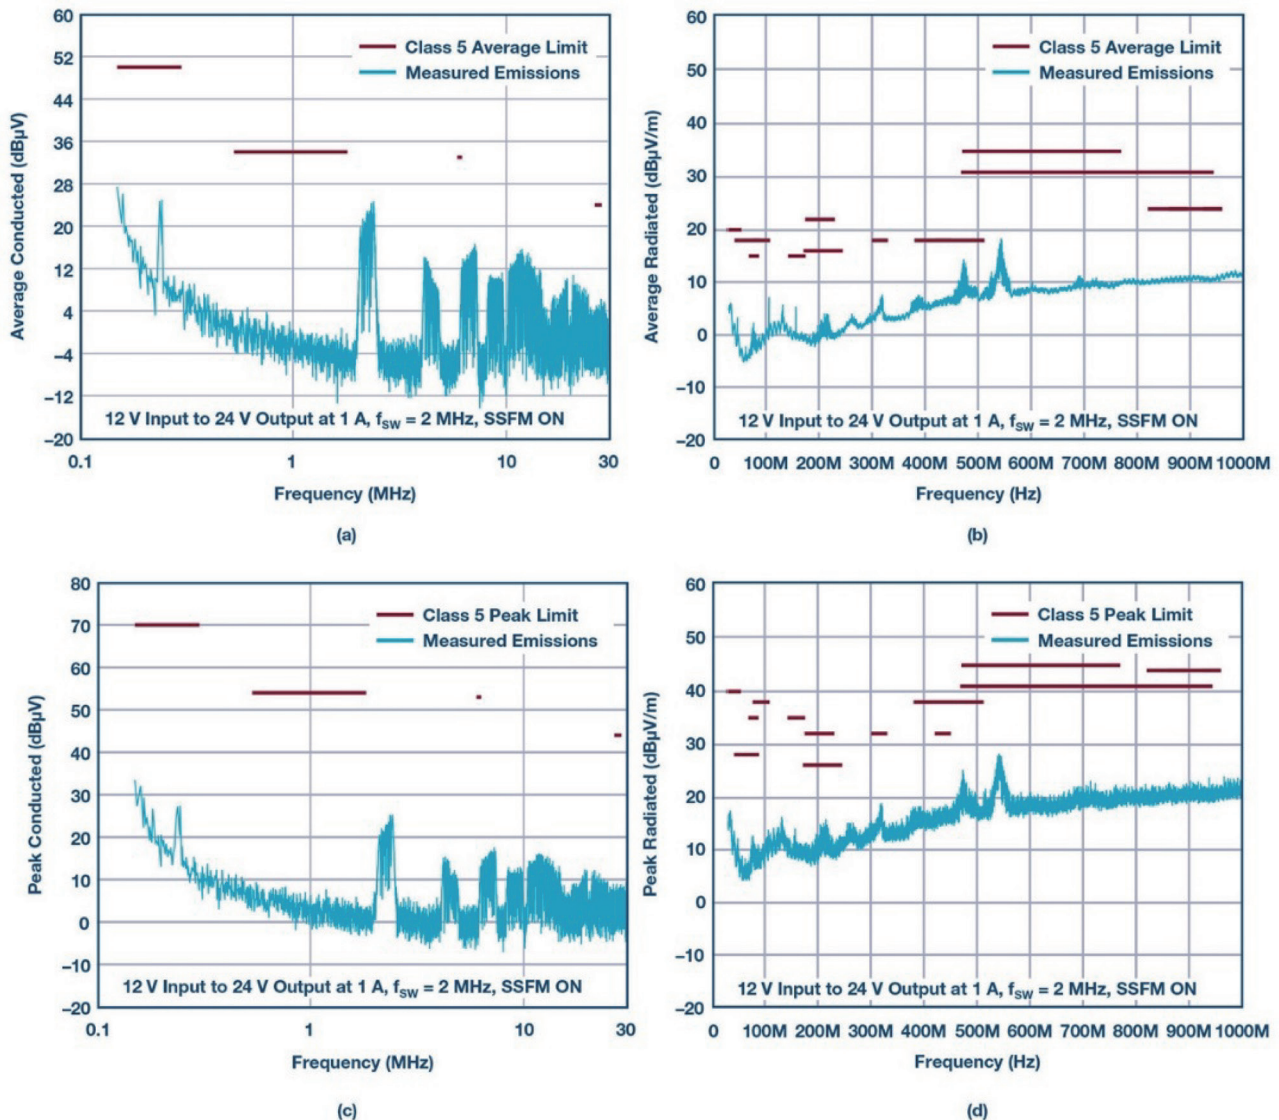 60
52
44
36
28
20
12
4
−4
−12
−20
Average Conducted (dBµV)
Class 5 Average Limit
Measured Emissions
12 V Input to 24 V Output at 1 A, fSW = 2 MHz, SSFM ON
0.1 1 10 30
Frequency (MHz)
(a)
60
50
40
30
20
10
0
−10
−20
Average Radiated (dBµV/m)
Class 5 Average Limit
Measured Emissions
12 V Input to 24 V Output at 1 A, fSW = 2 MHz, SSFM ON
0 100M 200M 300M 400M 500M 600M 700M 800M 900M 1000M
Frequency (Hz)
(b)
80
70
60
50
40
30
20
10
0
−10
−20
Peak Conducted (dBµV)
Class 5 Peak Limit
Measured Emissions
12 V Input to 24 V Output at 1 A, fSW = 2 MHz, SSFM ON
0.1 1 10 30
Frequency (MHz)
(c)
60
50
40
30
20
10
0
−10
−20
Peak Radiated (dBµV/m)
Class 5 Peak Limit
Measured Emissions
12 V Input to 24 V Output at 1 A, fSW = 2 MHz, SSFM ON
0 100M 200M 300M 400M 500M 600M 700M 800M 900M 1000M
Frequency (Hz)
(d)